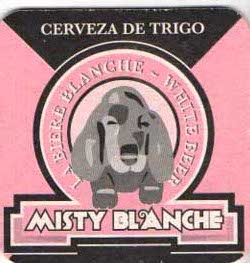 CERVEZA DE TRIGO
LA BIERE BLANCHE - WHITE BEER
MISTY BLANCHE